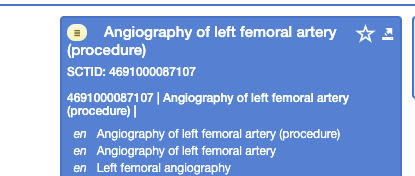 Angiography of left femoral artery
(procedure)
SCTID: 4691000087107
4691000087107 | Angiography of left femoral artery
(procedure) |
en Angiography of left femoral artery (procedure)
en Angiography of left femoral artery
en Left femoral angiography